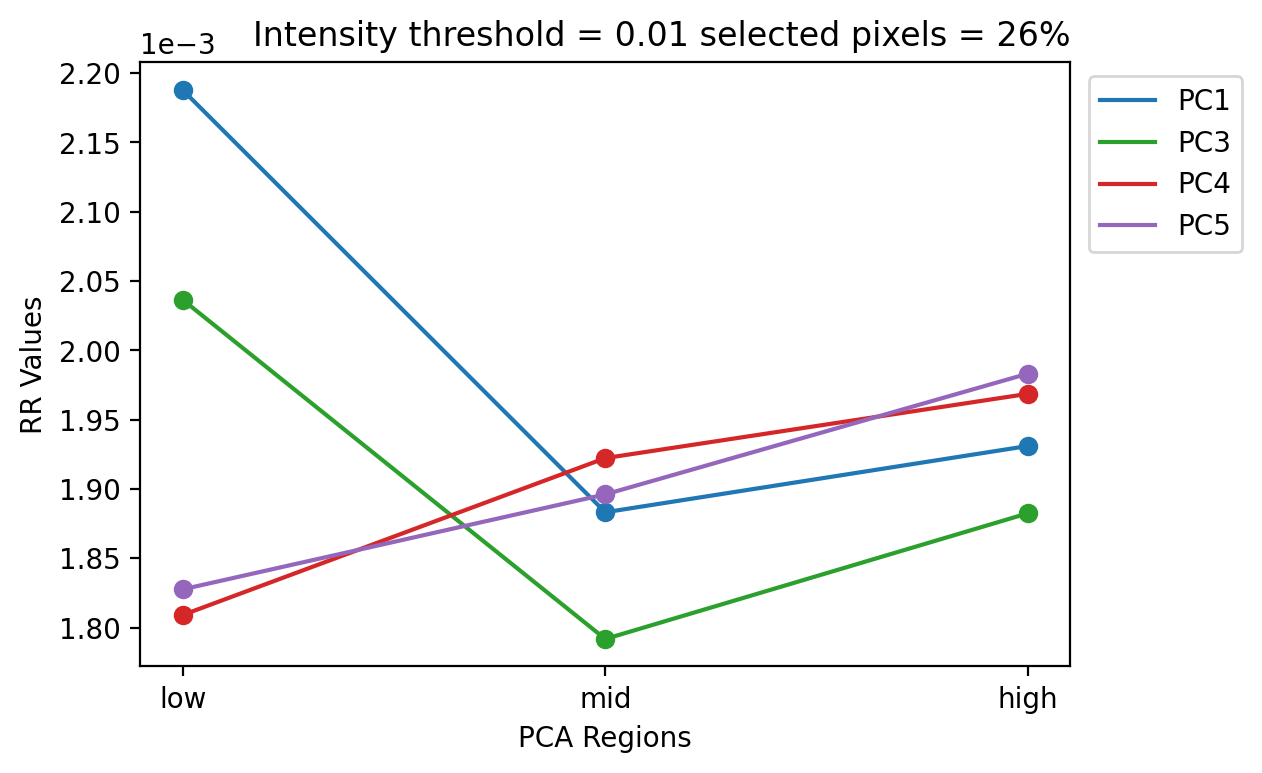 1e−3
Intensity threshold = 0.01 selected pixels = 26%
2.20
2.15
2.10
2.05
2.00
1.95
1.90
1.85
1.80
RR Values
low
mid
high
PCA Regions
PC1
PC3
PC4
PC5